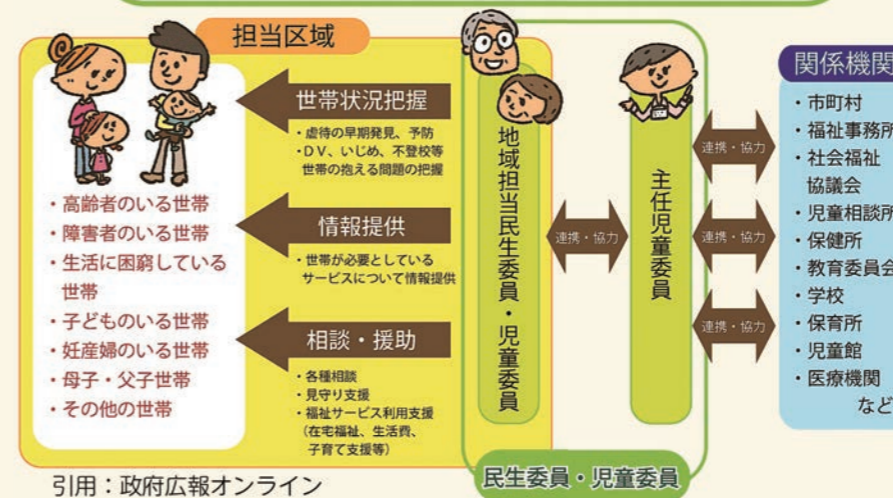 担当区域
・高齢者のいる世帯
・障害者のいる世帯
・生活に困窮している
世帯
・子どものいる世帯
・妊産婦のいる世帯
・母子・父子世帯
・その他の世帯
世帯状況把握
・虐待の早期発見、予防
・DV、いじめ、不登校等
世帯の抱える問題の把握
情報提供
・世帯が必要としている
サービスについて情報提供
相談・援助
・各種相談
・見守り支援
・福祉サービス利用支援
(在宅福祉、生活費、
子育て支援等)
地域担当民生委員・児童委員
連携・協力
主任児童委員
連携・協力
連携・協力
連携・協力
関係機関
・市町村
・福祉事務所
・社会福祉
協議会
・児童相談所
・保健所
・教育委員会
・学校
・保育所
・児童館
・医療機関
など
民生委員・児童委員
引用:政府広報オンライン